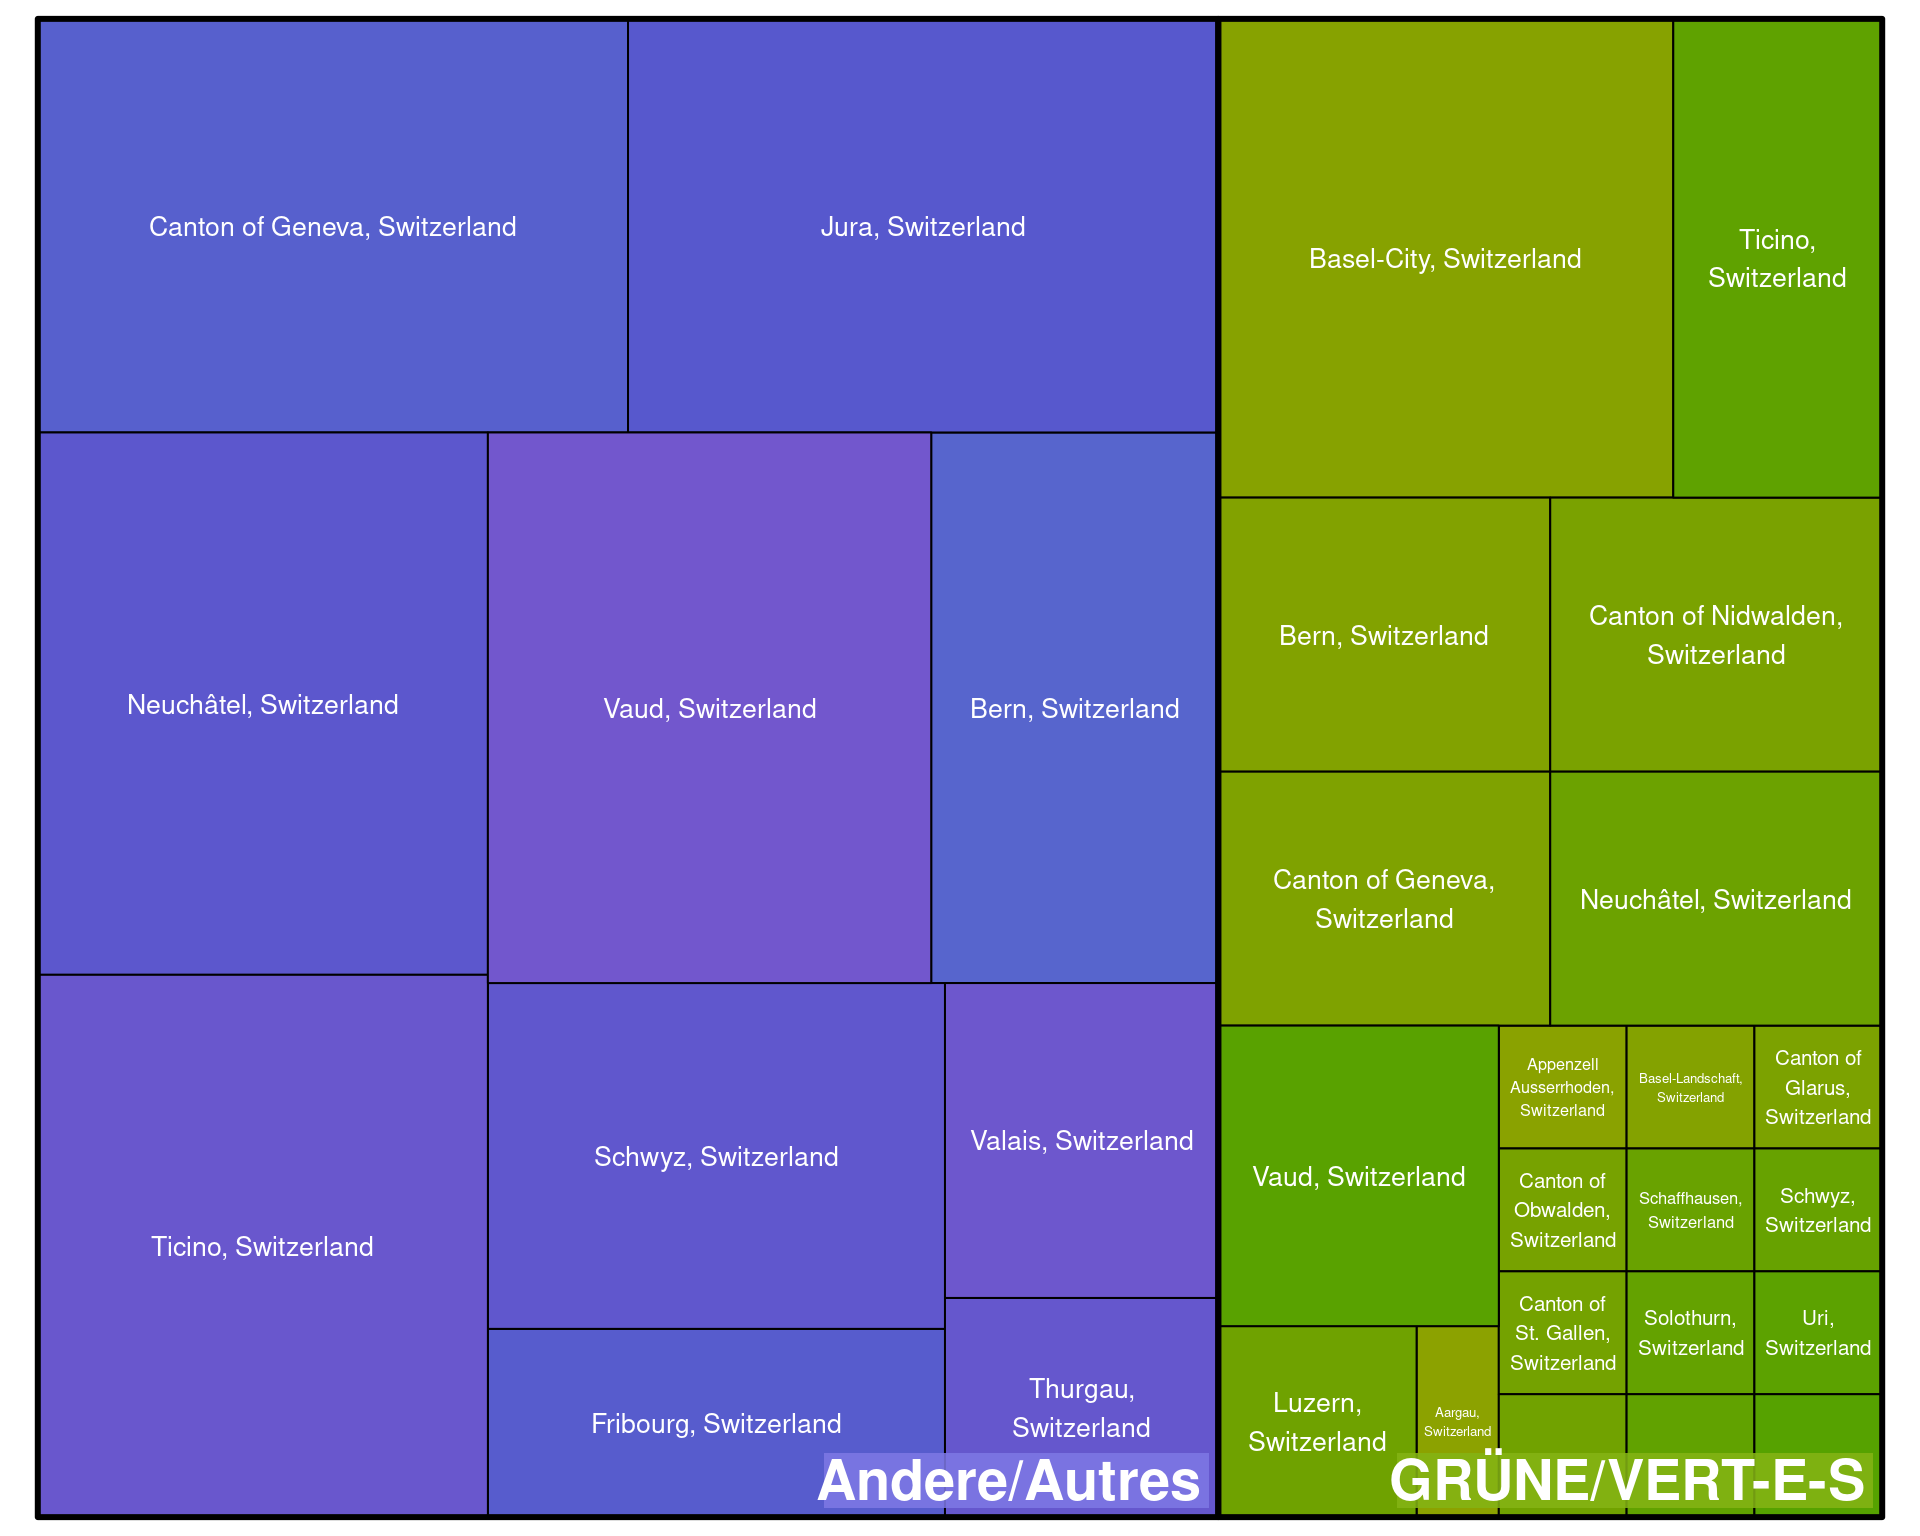 Canton of Geneva, Switzerland
Jura, Switzerland
Neuchâtel, Switzerland
Vaud, Switzerland
Bern, Switzerland
Ticino, Switzerland
Schwyz, Switzerland
Valais, Switzerland
Fribourg, Switzerland
Thurgau,
Switzerland
Andere/Autres
Basel-City, Switzerland
Ticino,
Switzerland
Bern, Switzerland
Canton of Nidwalden,
Switzerland
Canton of Geneva,
Switzerland
Neuchâtel, Switzerland
Vaud, Switzerland
Appenzell
Ausserrhoden,
Switzerland
Basel-Landschaft,
Switzerland
Canton of
Glarus,
Switzerland
Canton of
Obwalden,
Switzerland
Schaffhausen,
Switzerland
Schwyz,
Switzerland
Canton of
St. Gallen,
Switzerland
Solothurn,
Switzerland
Uri,
Switzerland
Luzern,
Switzerland
Aargau,
Switzerland
GRÜNE/VERT-E-S